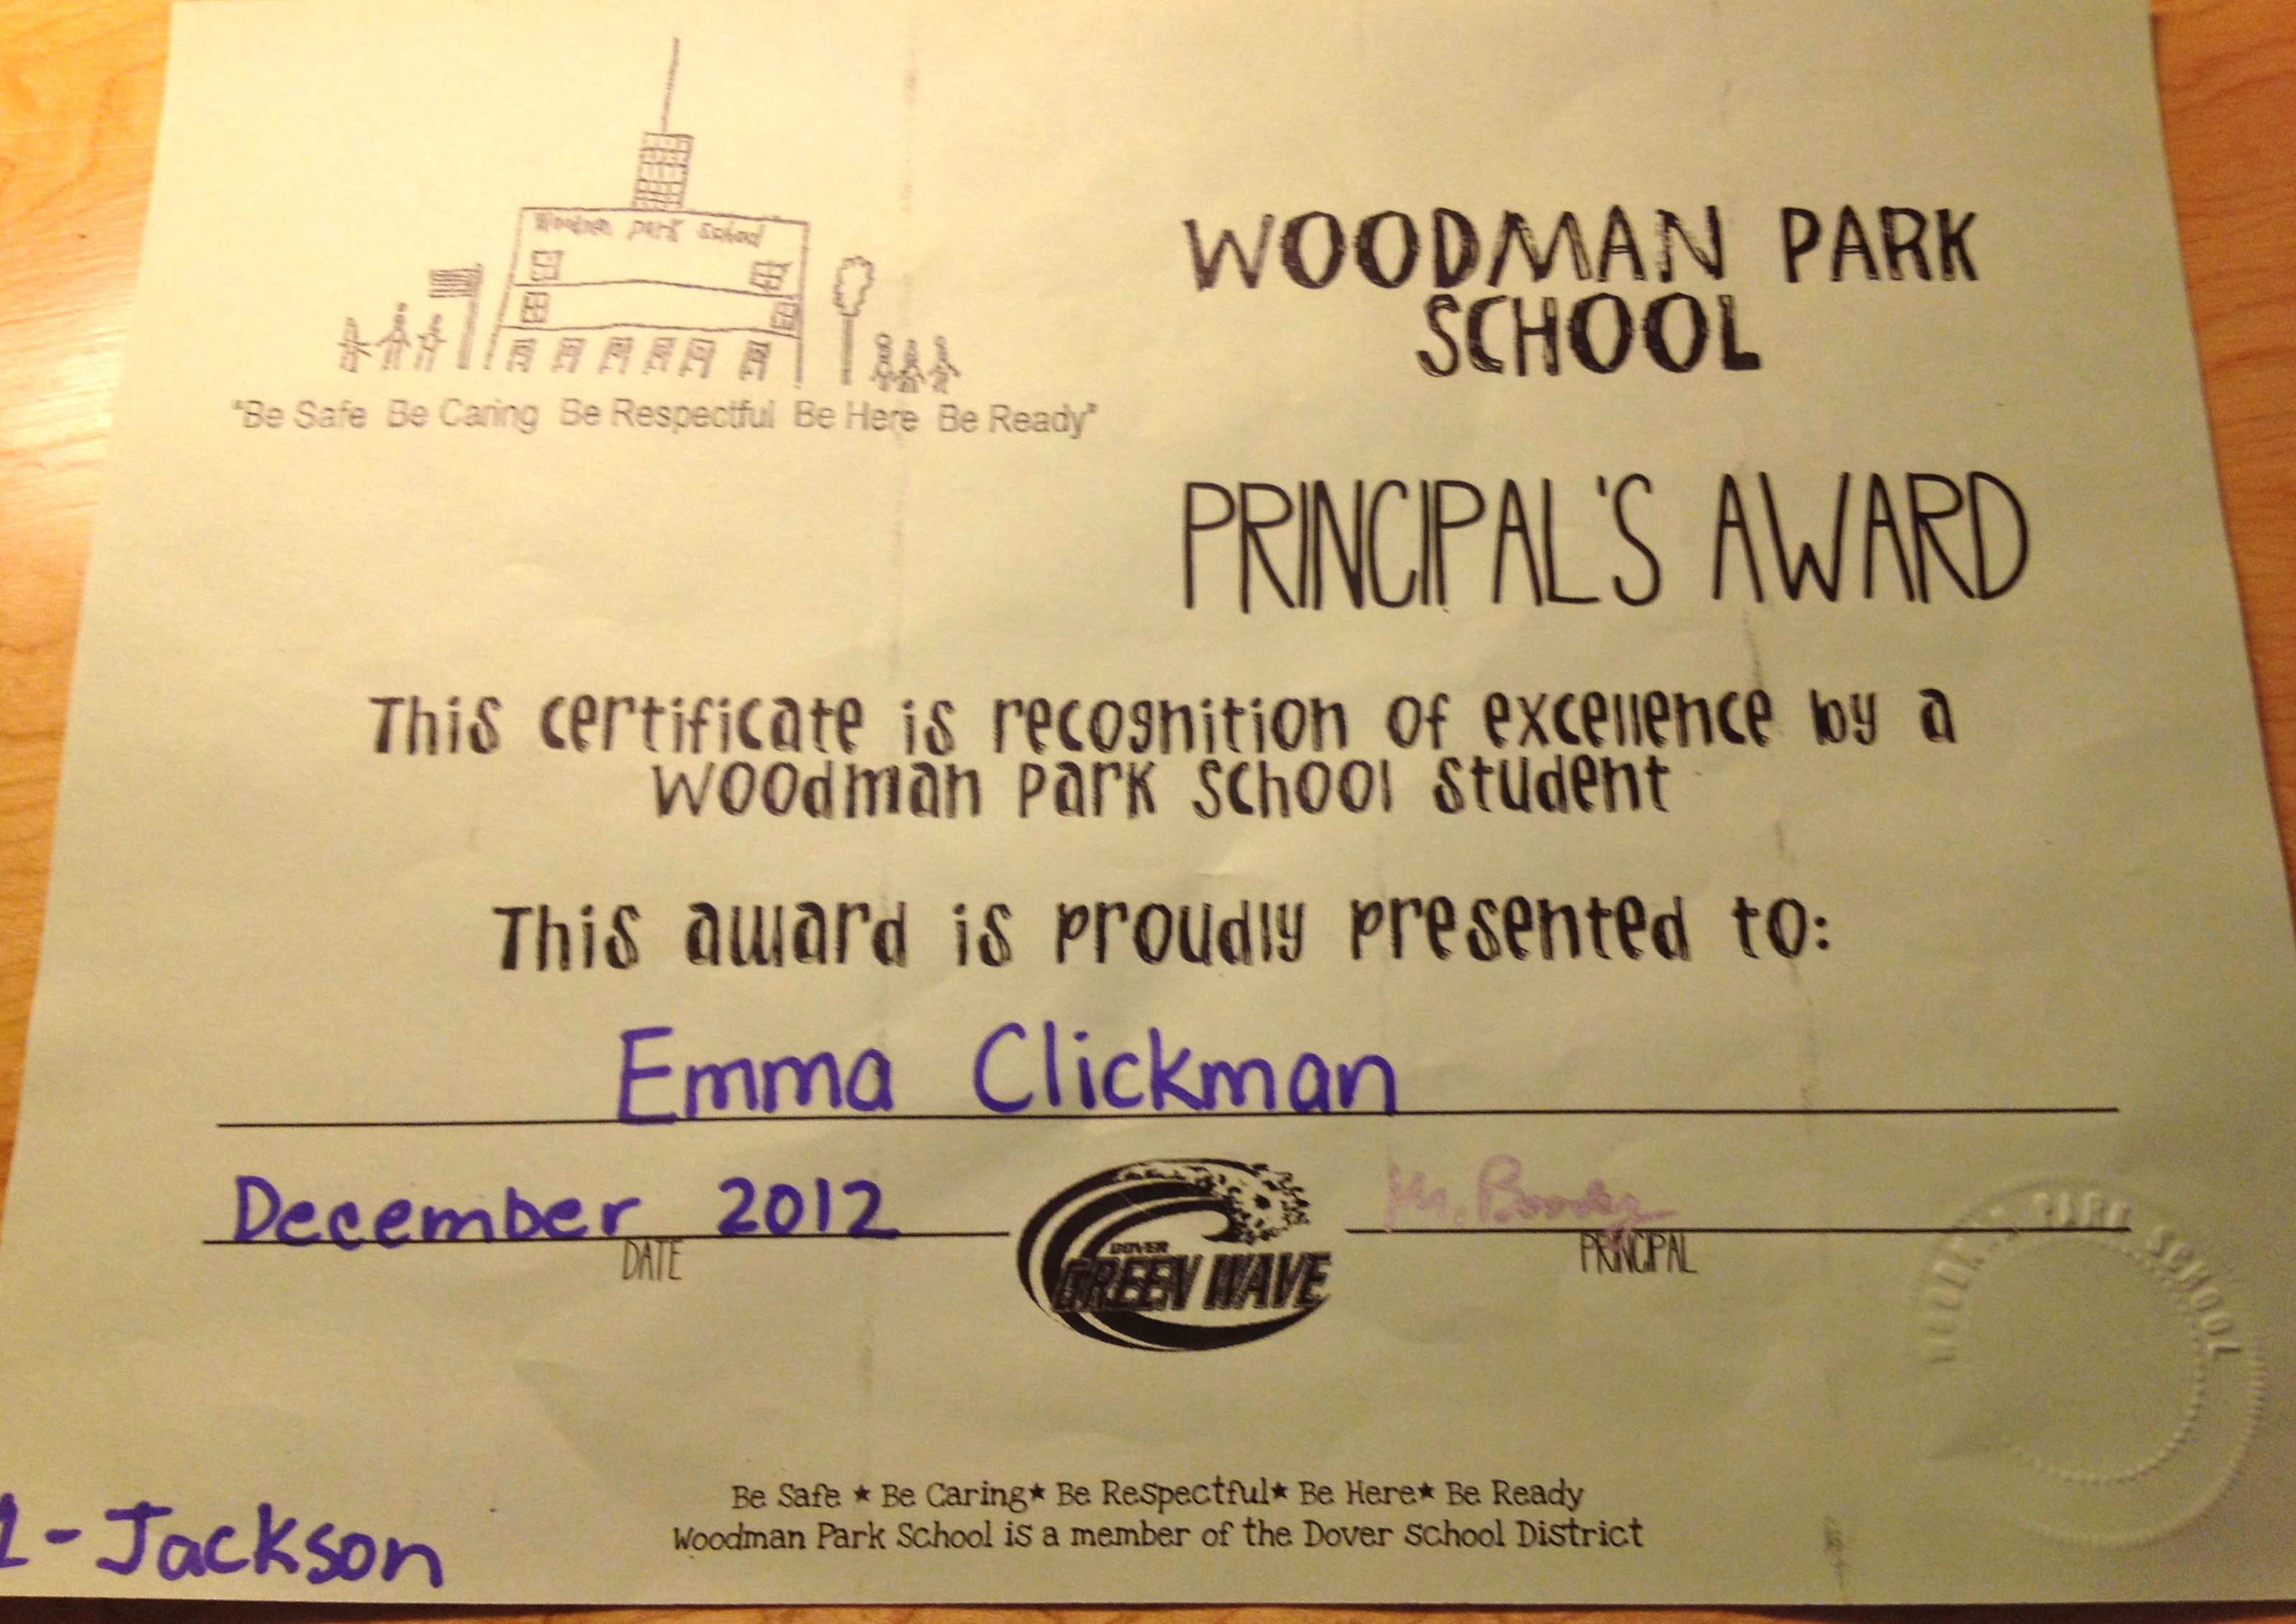 Woodman Park School
"Be Safe Be Caring Be Respectful Be Here Be Ready"
WOODMAN PARK
SCHOOL
PRINCIPAL'S AWARD
This certificate is recognition of excellence by a
Woodman Park School student
This award is proudly presented to:
Emma Clickman
December 2012
DATE
DOVER
GREEN WAVE
PRINCIPAL
PARK SCHOOL
1-Jackson
Be Safe ★ Be Caring★ Be Respectful★ Be Here★ Be Ready
Woodman Park School is a member of the Dover School District